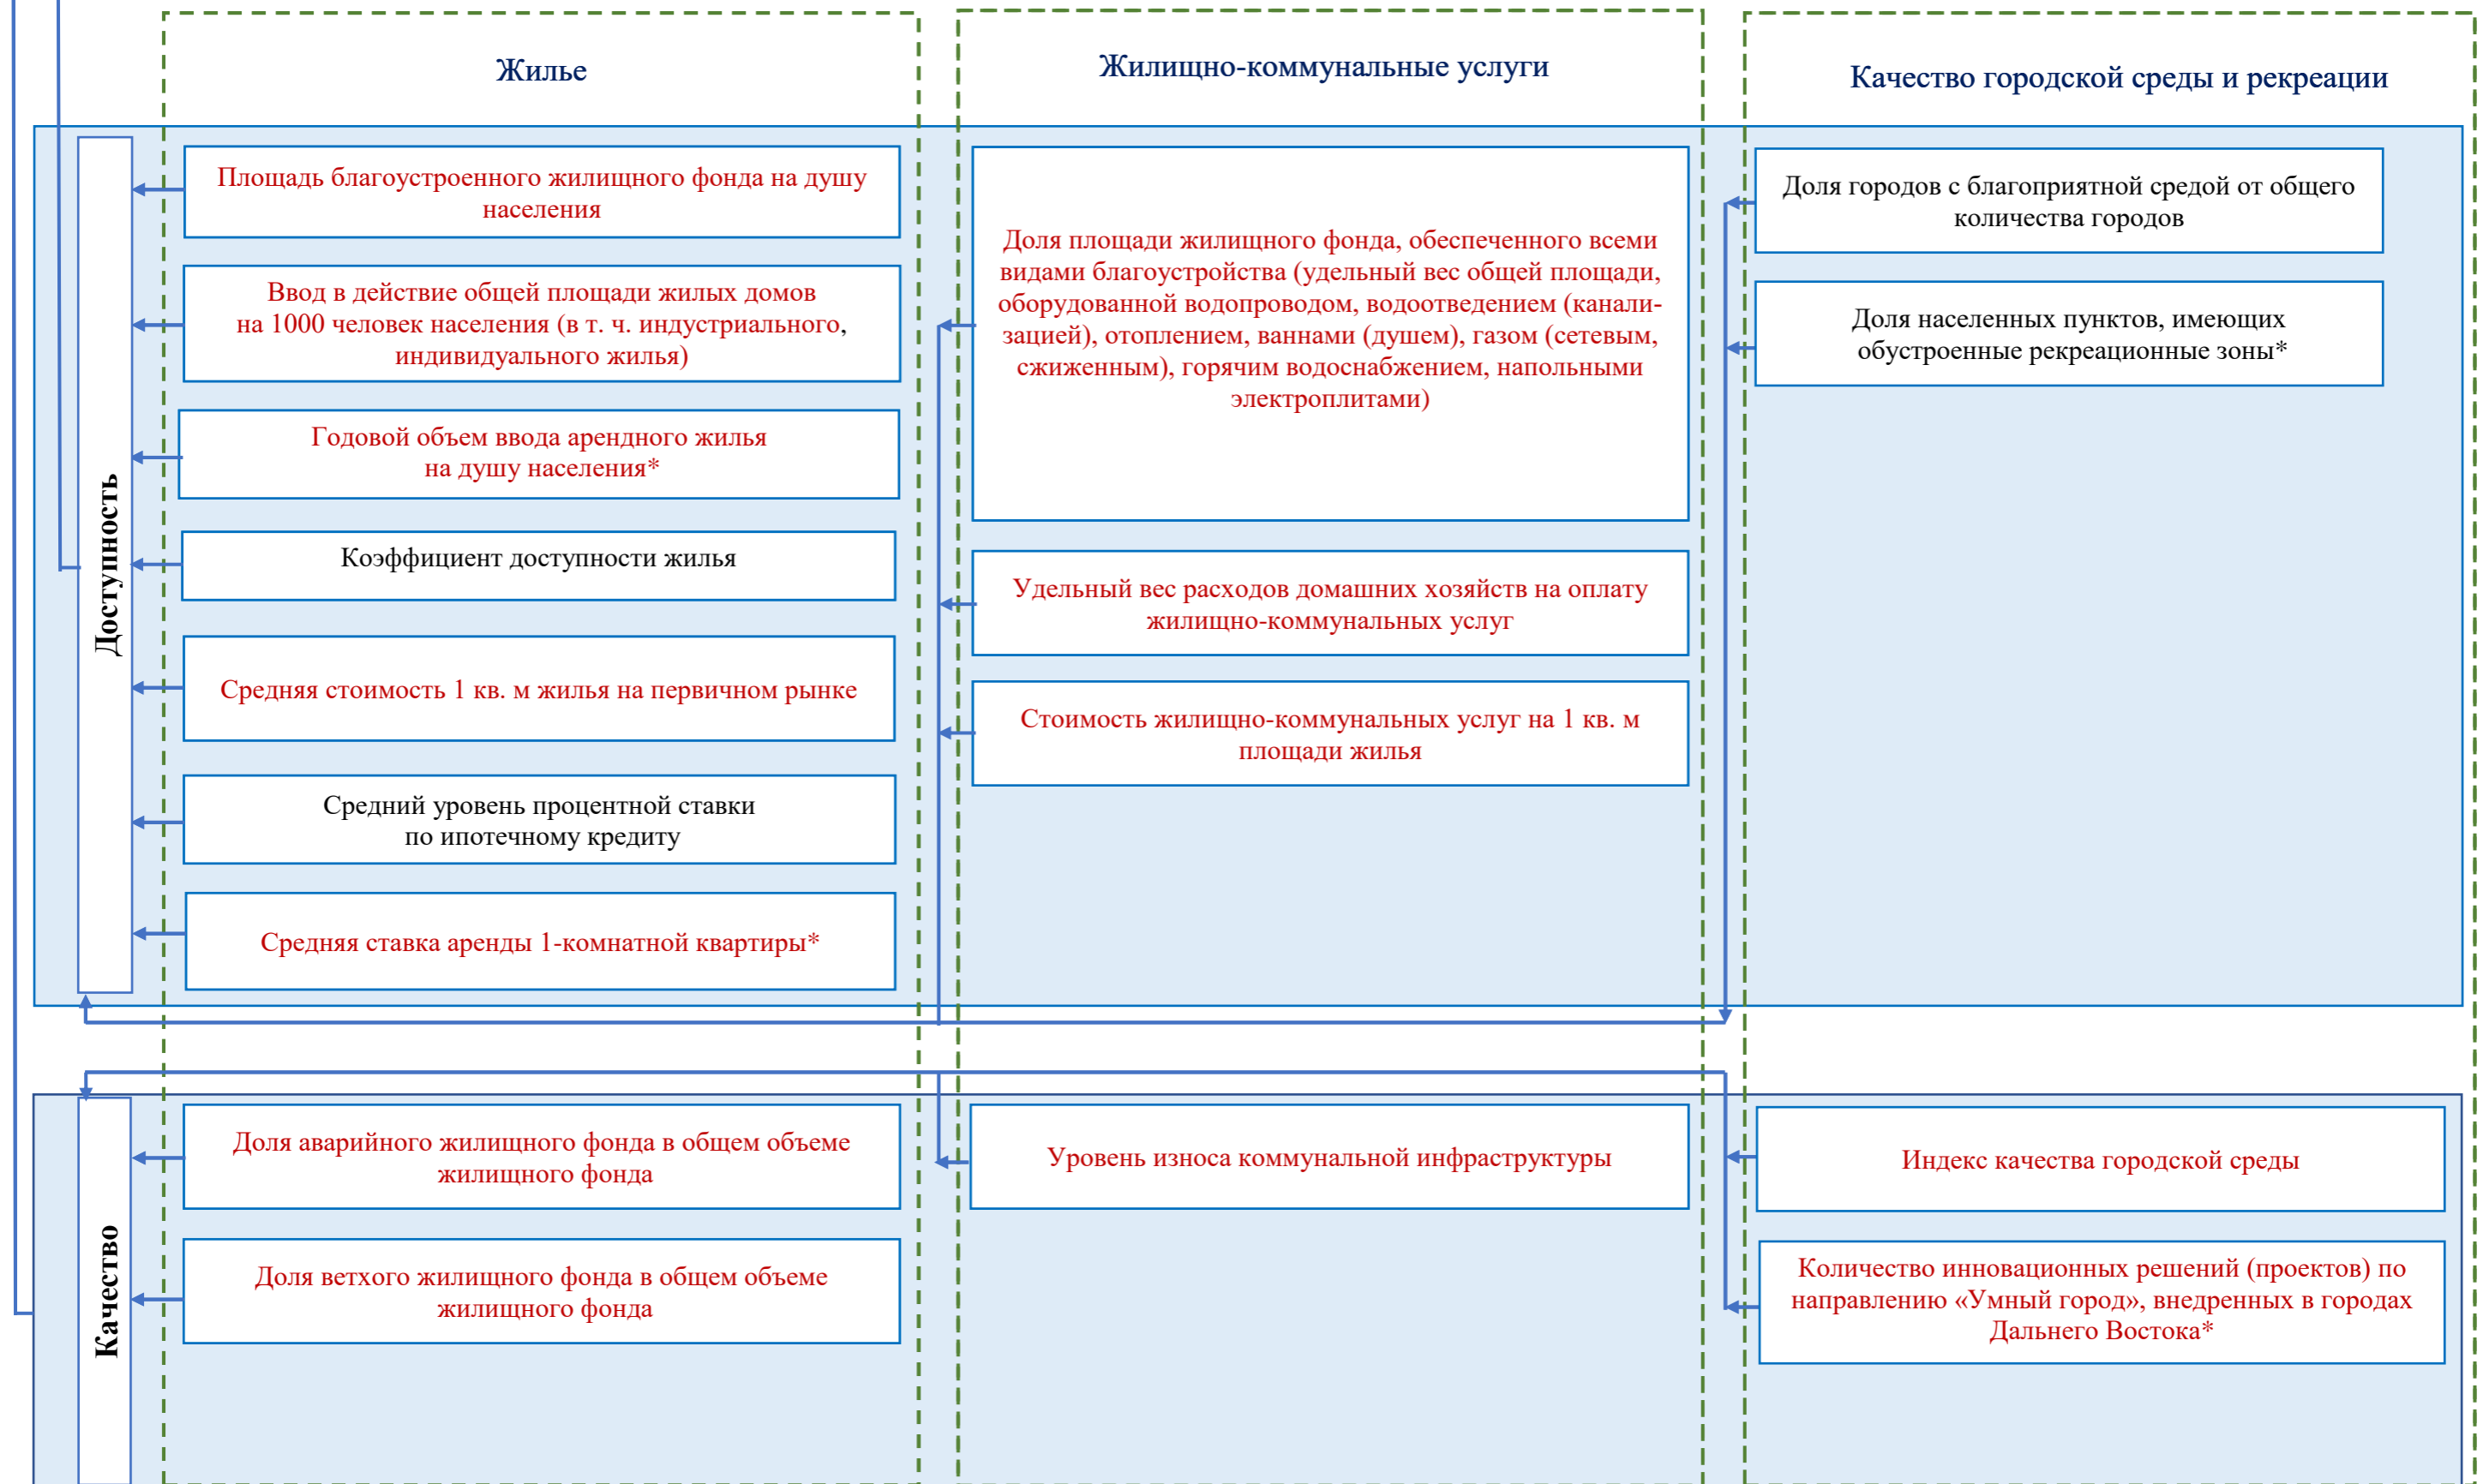 Жилье
Жилищно-коммунальные услуги
Качество городской среды и рекреации
Доступность
Площадь благоустроенного жилищного фонда на душу
населения
Ввод в действие общей площади жилых домов
на 1000 человек населения (в т. ч. индустриального,
индивидуального жилья)
Годовой объем ввода арендного жилья
на душу населения*
Коэффициент доступности жилья
Средняя стоимость 1 кв. м жилья на первичном рынке
Средний уровень процентной ставки
по ипотечному кредиту
Средняя ставка аренды 1-комнатной квартиры*
Доля площади жилищного фонда, обеспеченного всеми
видами благоустройства (удельный вес общей площади,
оборудованной водопроводом, водоотведением (канали-
зацией), отоплением, ваннами (душем), газом (сетевым,
сжиженным), горячим водоснабжением, напольными
электроплитами)
Удельный вес расходов домашних хозяйств на оплату
жилищно-коммунальных услуг
Стоимость жилищно-коммунальных услуг на 1 кв. м
площади жилья
Доля городов с благоприятной средой от общего
количества городов
Доля населенных пунктов, имеющих
обустроенные рекреационные зоны*
Качество
Доля аварийного жилищного фонда в общем объеме
жилищного фонда
Доля ветхого жилищного фонда в общем объеме
жилищного фонда
Уровень износа коммунальной инфраструктуры
Индекс качества городской среды
Количество инновационных решений (проектов) по
направлению «Умный город», внедренных в городах
Дальнего Востока*